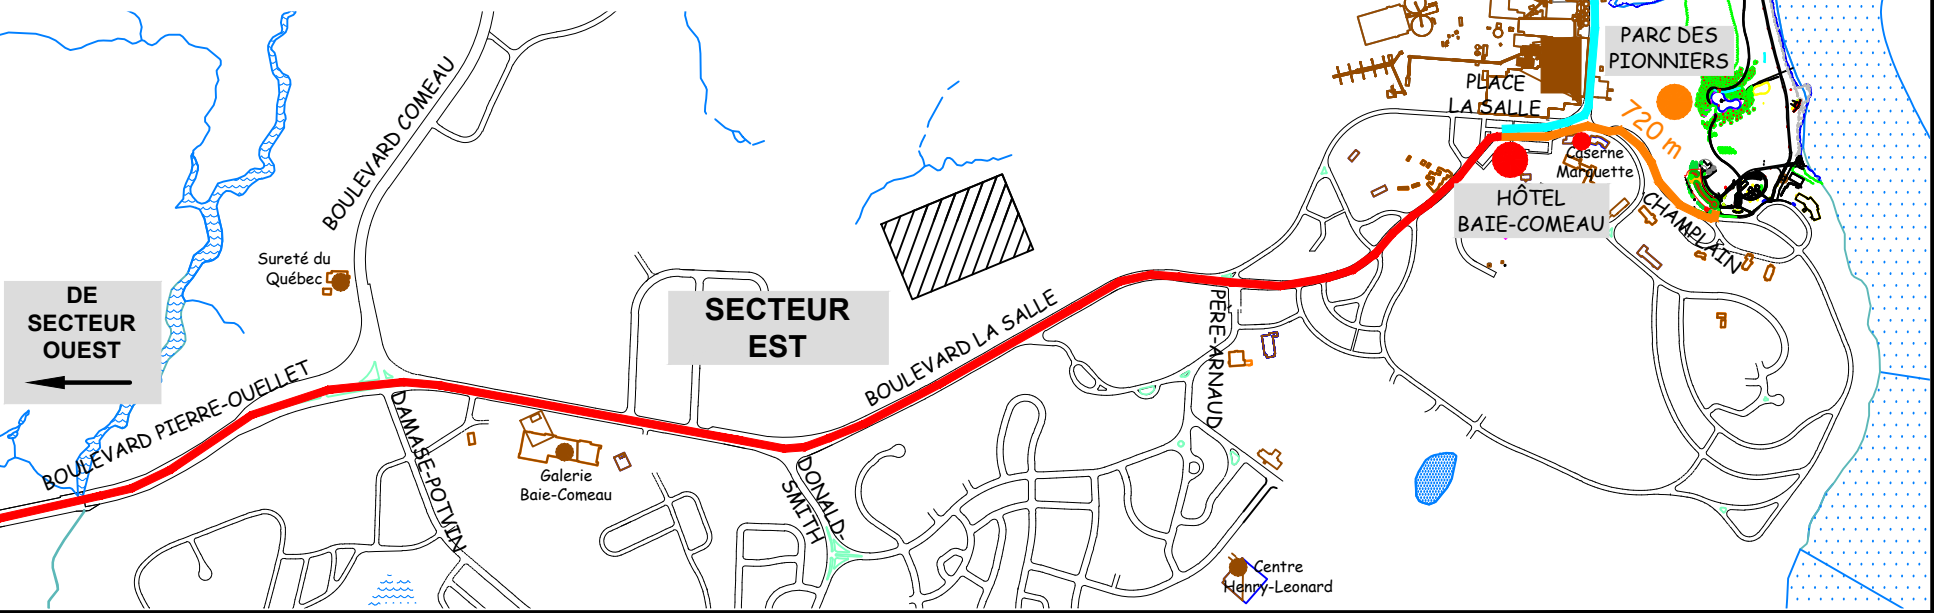 PARC DES
PIONNIERS
PLACE
LA SALLE
720 m
Caserne
Marquette
HÔTEL
BAIE-COMEAU
CHAMPLAIN
BOULEVARD COMEAU
Sureté du
Québec
DE
SECTEUR
OUEST
SECTEUR
EST
BOULEVARD LA SALLE
PÈRE-ARNAUD
BOULEVARD PIERRE-OUELLET
DAMASE-POTVIN
Galerie
Baie-Comeau
DONALD-
SMITH
Centre
Henry-Leonard